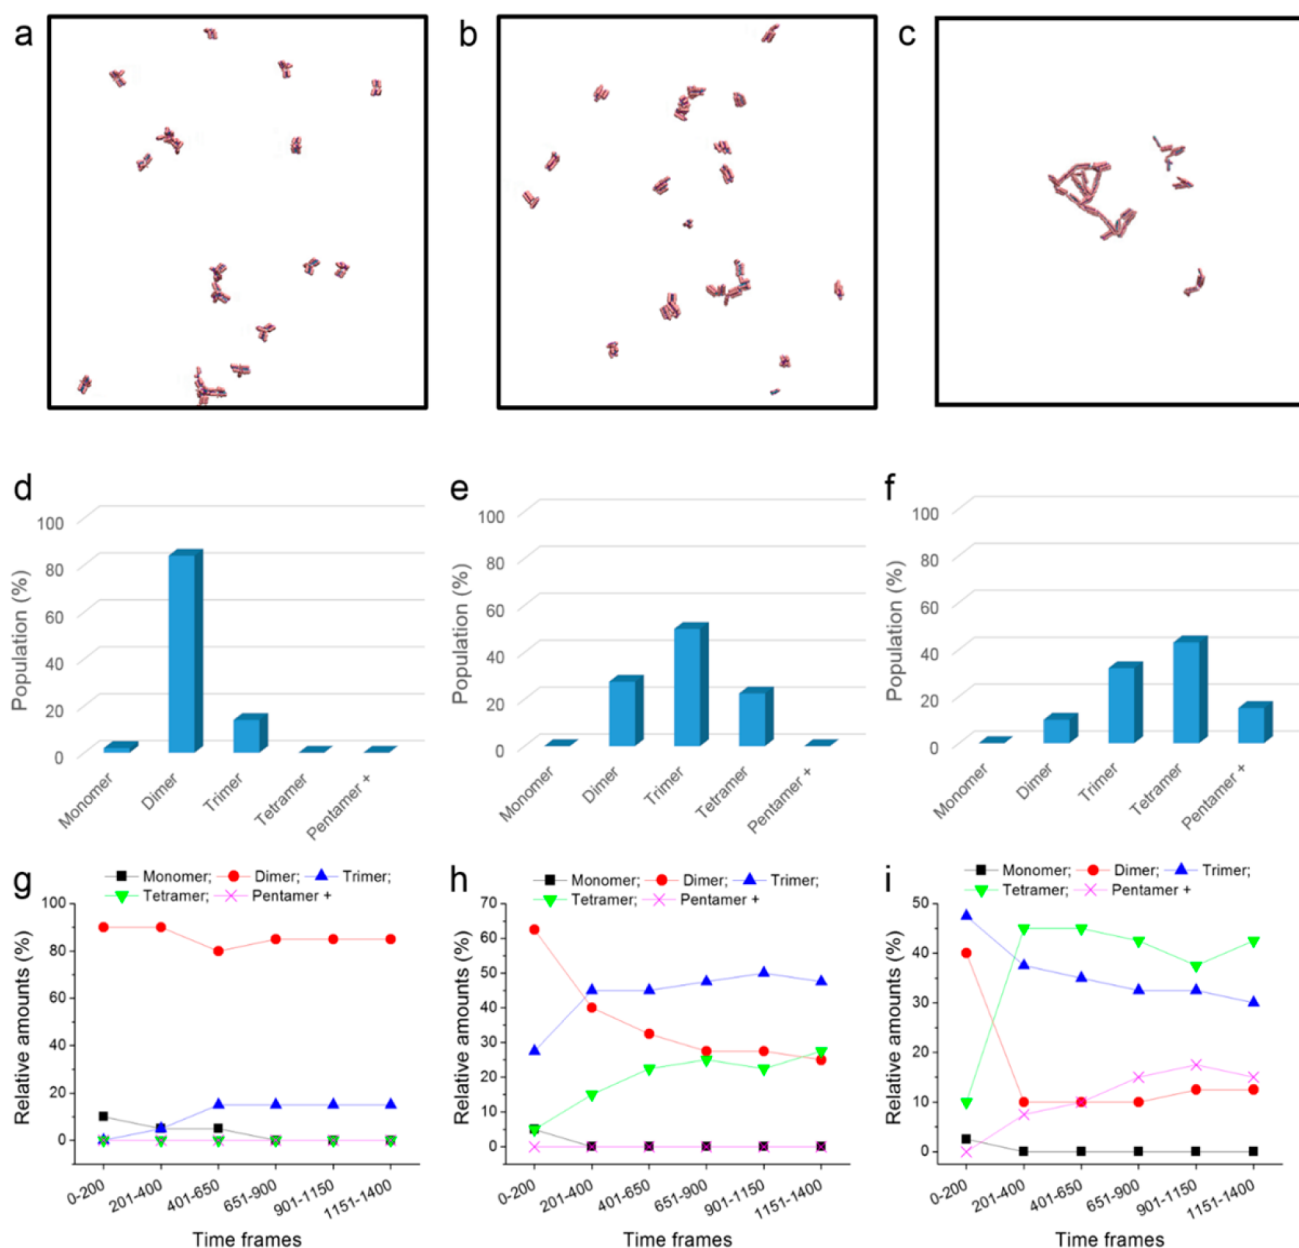 a
b
c
d
Population (%)
100
80
60
40
20
0
Monomer
Dimer
Trimer
Tetramer
Pentamer +
e
Population (%)
100
80
60
40
20
0
Monomer
Dimer
Trimer
Tetramer
Pentamer +
f
Population (%)
100
80
60
40
20
0
Monomer
Dimer
Trimer
Tetramer
Pentamer +
g
Monomer; Dimer; Trimer;
Tetramer; Pentamer +
Relative amounts (%)
100
80
60
40
20
0
0-200
201-400
401-650
651-900
901-1150
1151-1400
Time frames
h
Monomer; Dimer; Trimer;
Tetramer; Pentamer +
Relative amounts (%)
70
60
50
40
30
20
10
0
0-200
201-400
401-650
651-900
901-1150
1151-1400
Time frames
i
Monomer; Dimer; Trimer;
Tetramer; Pentamer +
Relative amounts (%)
50
40
30
20
10
0
0-200
201-400
401-650
651-900
901-1150
1151-1400
Time frames